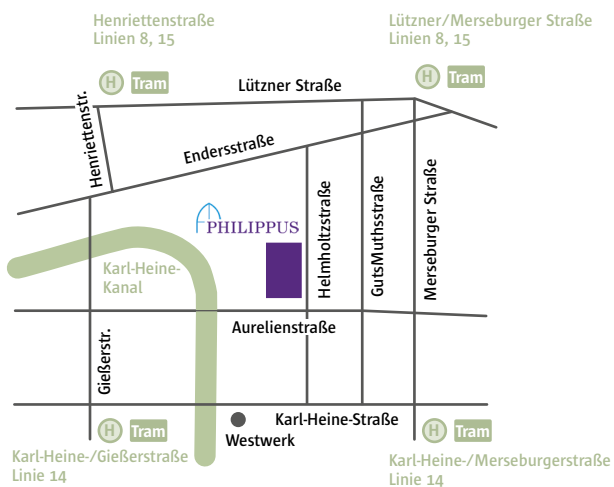 Henriettenstraße
Linien 8, 15
H Tram
Lützner/Merseburger Straße
Linien 8, 15
H Tram
Lützner Straße
Henriettenstr.
Endersstraße
PHILIPPUS
Helmholtzstraße
GutsMuthsstraße
Merseburger Straße
Karl-Heine-
Kanal
Aurelienstraße
Gießerstr.
Karl-Heine-Straße
Westwerk
H Tram
Karl-Heine-/Gießerstraße
Linie 14
H Tram
Karl-Heine-/Merseburgerstraße
Linie 14